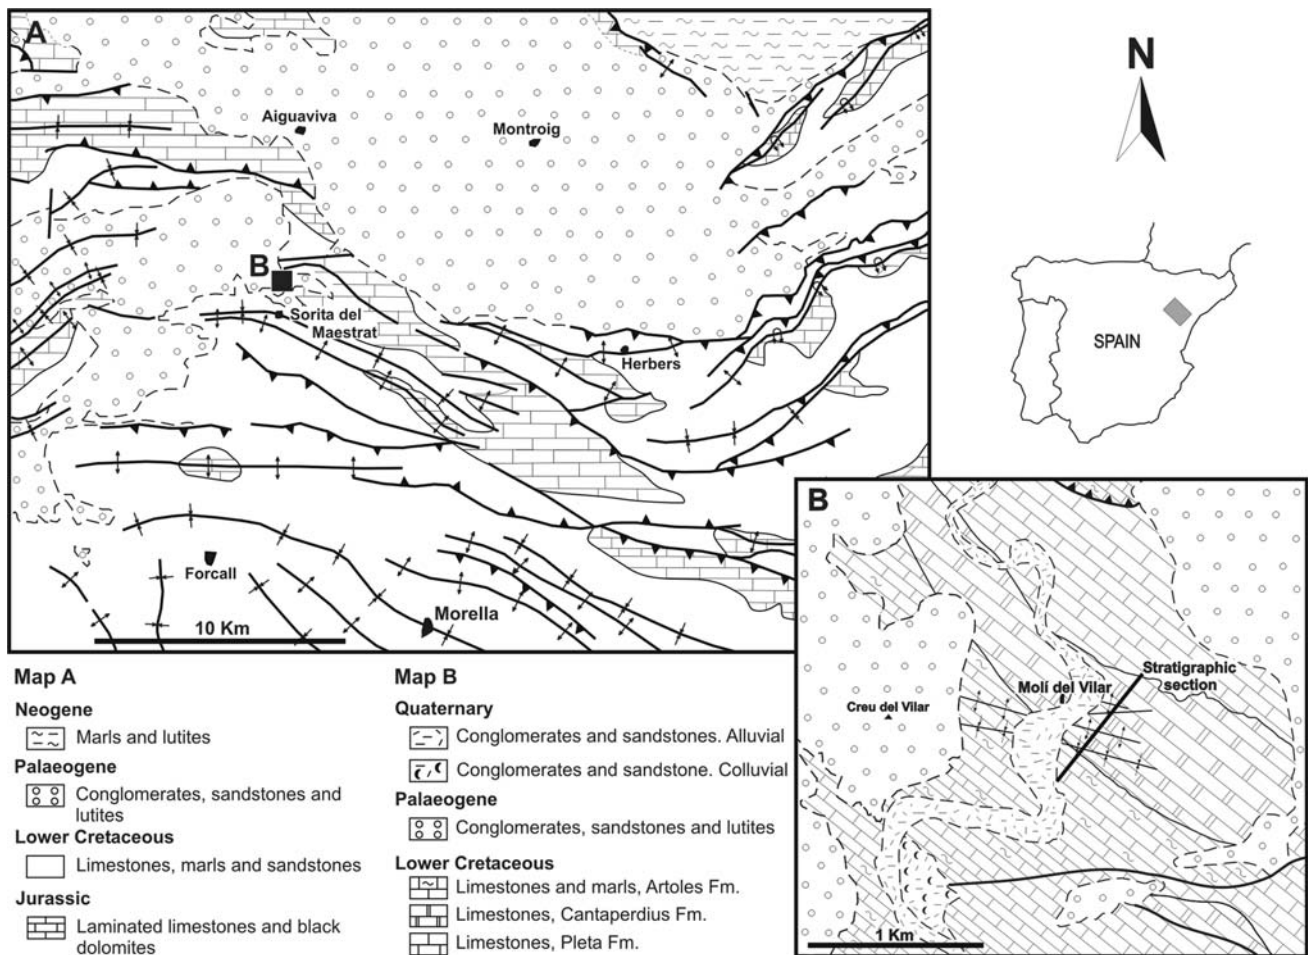 A
Aiguaviva
Montroig
B
Sorita del
Maestrat
Herbers
Forcall
Morella
10 Km
N
SPAIN
B
Stratigraphic
section
Molí del Vilar
Creu del Vilar
1 Km
Map A
Neogene
Marls and lutites
Palaeogene
Conglomerates, sandstones and
lutites
Lower Cretaceous
Limestones, marls and sandstones
Jurassic
Laminated limestones and black
dolomites
Map B
Quaternary
Conglomerates and sandstones. Alluvial
Conglomerates and sandstone. Colluvial
Palaeogene
Conglomerates, sandstones and lutites
Lower Cretaceous
Limestones and marls, Artoles Fm.
Limestones, Cantaperdius Fm.
Limestones, Pleta Fm.